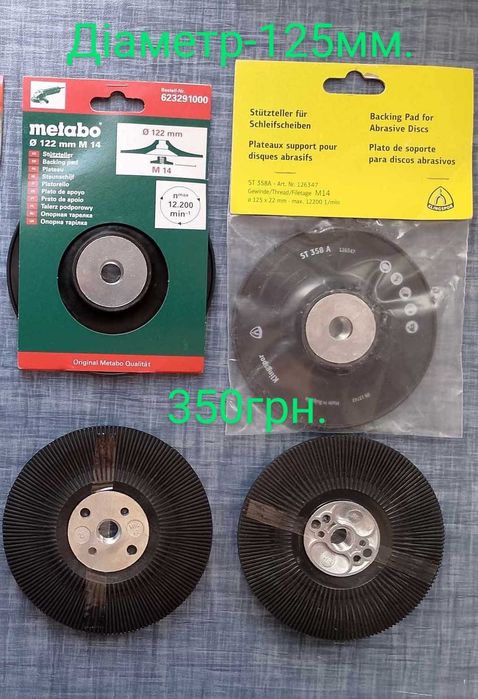 Діаметр-125мм.
Bestell-Nr.
623291000
metabo
Ø 122 mm M 14
Stützteller
Backing pad
Plateau
Steunschijf
Platorello
Plato de apoyo
Prato de apoio
Talerz podporowy
Опорная тарелка
Опорна тарілка
Ø 122 mm
M 14
n max
12.200
min-1
Original Metabo Qualität
Stützteller für
Schleifscheiben
Backing Pad for
Abrasive Discs
Plateaux support pour
disques abrasifs
Plato de soporte
para discos abrasivos
ST 358A - Art. Nr. 126347
Gewinde/Thread/Filetage M14
ø 125 x 22 mm - max. 12200 1/min
KLINGSPOR
ST 358 A
126347
Klingspor
350грн.